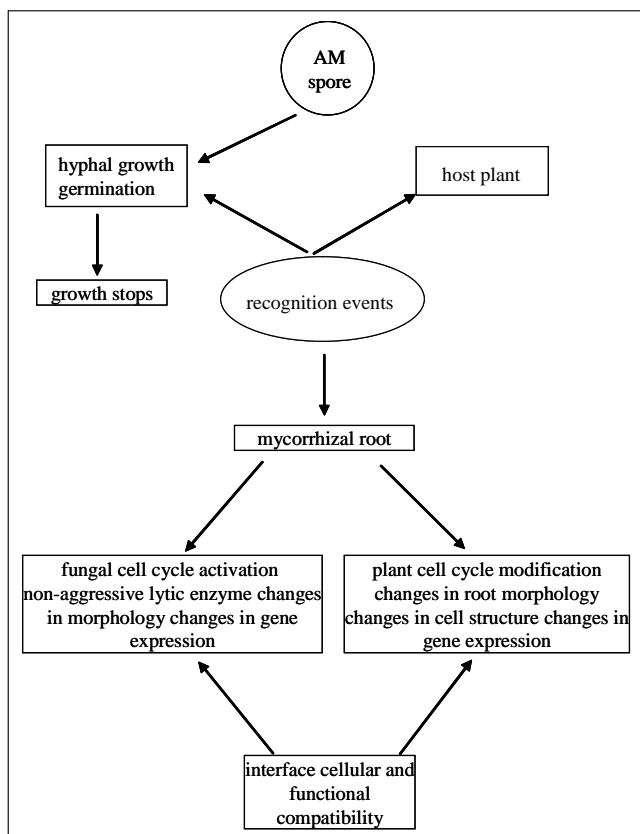 AM
spore
hyphal growth
germination
host plant
growth stops
recognition events
mycorrhizal root
fungal cell cycle activation
non-aggressive lytic enzyme changes
in morphology changes in gene
expression
plant cell cycle modification
changes in root morphology
changes in cell structure changes in
gene expression
interface cellular and
functional
compatibility